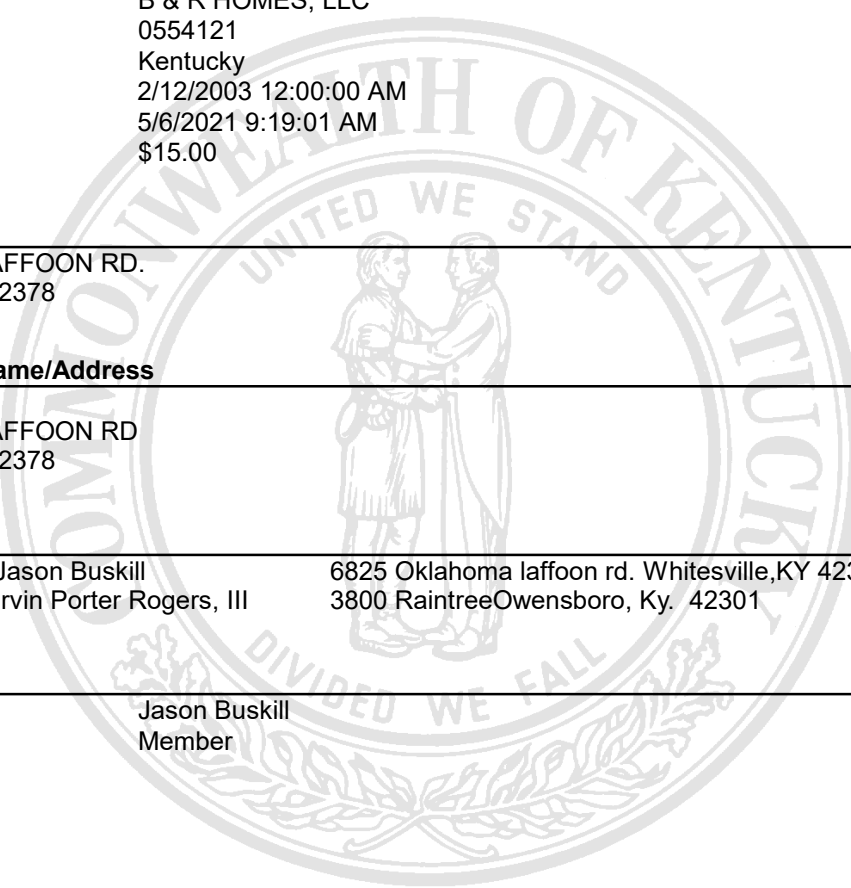 B & R HOMES, LLC
0554121
Kentucky
2/12/2003 12:00:00 AM
5/6/2021 9:19:01 AM
$15.00
AFFOON RD.
2378
ame/Address
AFFOON RD
2378
Jason Buskill 6825 Oklahoma laffoon rd. Whitesville,KY 423
rvin Porter Rogers, III 3800 RaintreeOwensboro, Ky. 42301
Jason Buskill
Member
COMMONWEALTH OF KENTUCKY
UNITED WE STAND
DIVIDED WE FALL